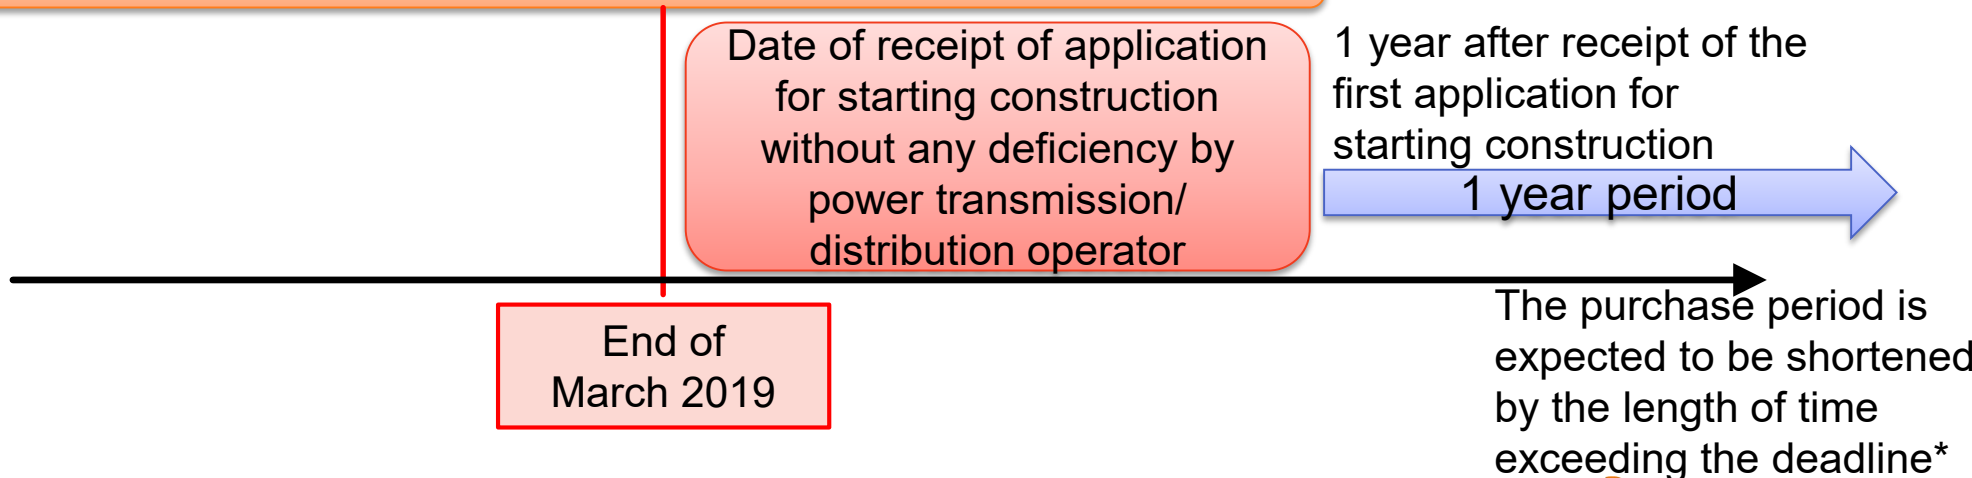 Date of receipt of application
for starting construction
without any deficiency by
power transmission/
distribution operator
1 year after receipt of the
first application for
starting construction
1 year period
End of
March 2019
The purchase period is
expected to be shortened
by the length of time
exceeding the deadline*